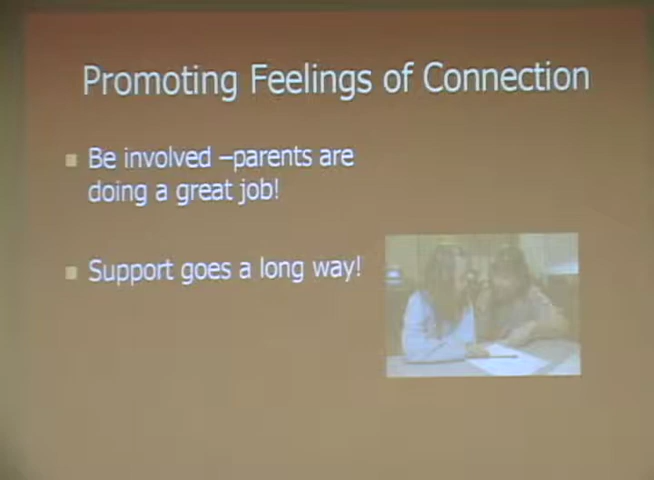 Promoting Feelings of Connection
Be involved –parents are
doing a great job!
Support goes a long way!